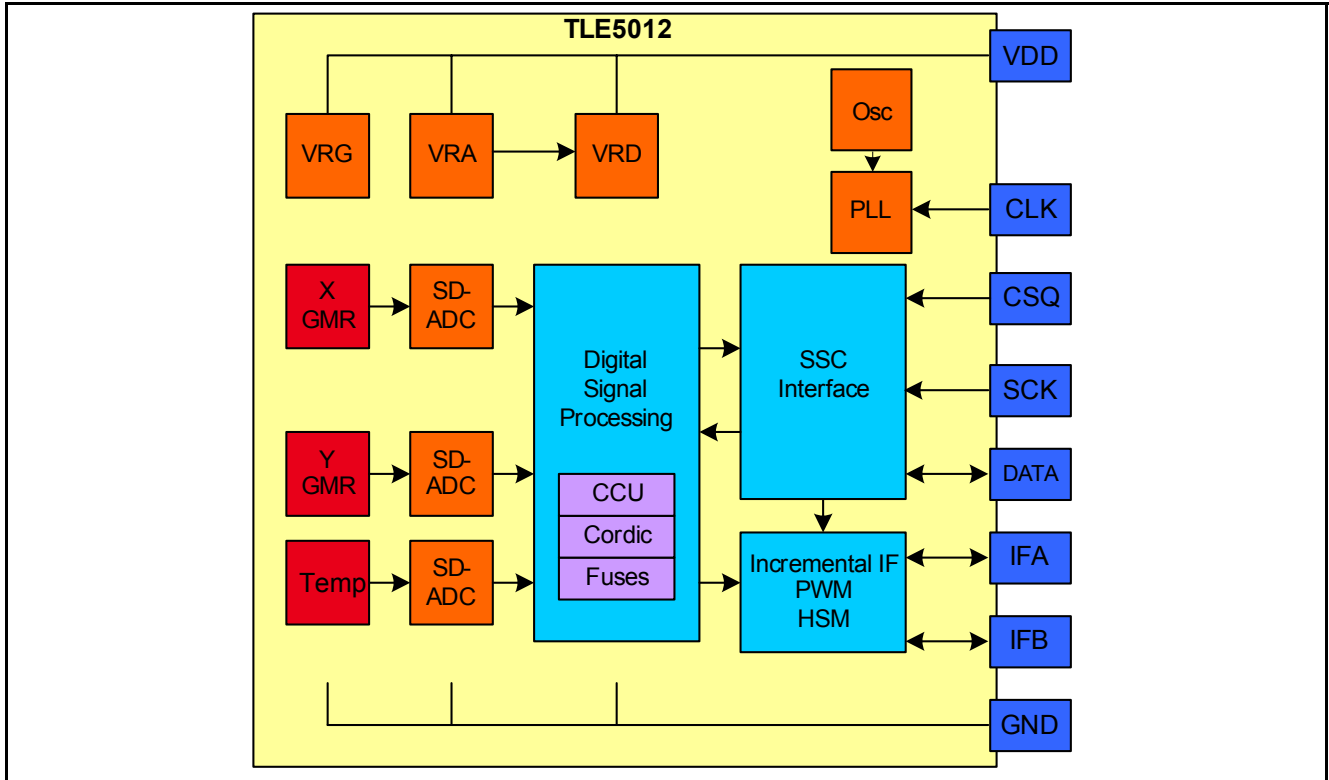 TLE5012
VDD
Osc
VRG
VRA
VRD
PLL
CLK
X
GMR
SD-
ADC
CSQ
Digital
Signal
Processing
SSC
Interface
SCK
Y
GMR
SD-
ADC
DATA
CCU
Cordic
Fuses
Temp
SD-
ADC
Incremental IF
PWM
HSM
IFA
IFB
GND